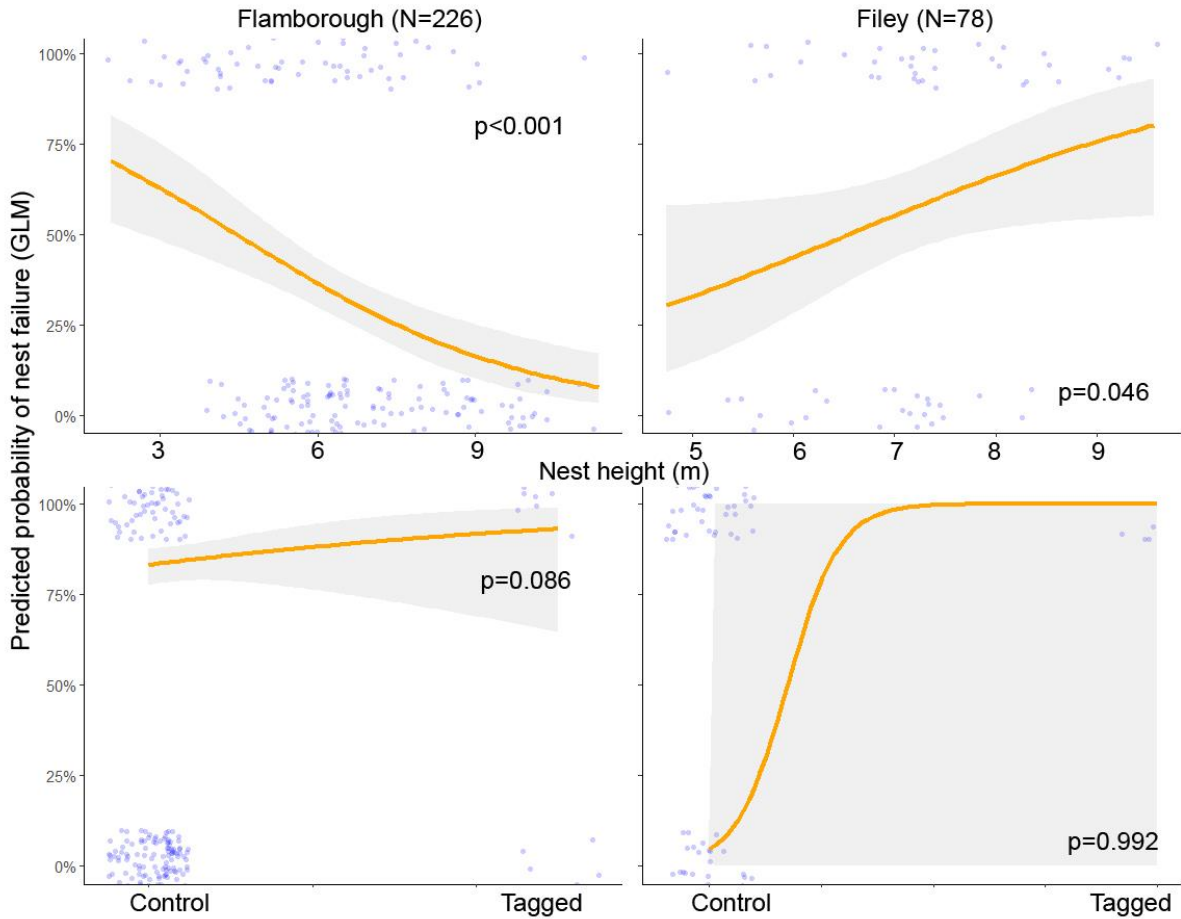 Flamborough (N=226)
Filey (N=78)
Predicted probability of nest failure (GLM)
100%
75%
50%
25%
0%
p<0.001
p=0.046
3 6 9
5 6 7 8 9
Nest height (m)
100%
75%
50%
25%
0%
p=0.086
p=0.992
Control Tagged
Control Tagged